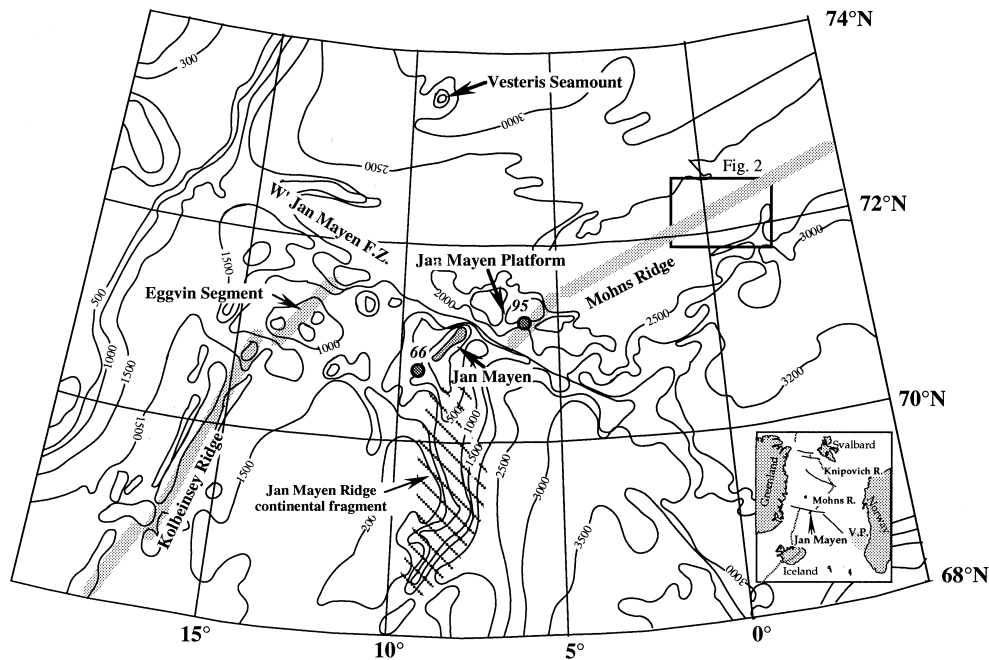 74°N
300
Vesteris Seamount
3000
2500
Fig. 2
W' Jan Mayen F.Z.
72°N
3000
1500
Jan Mayen Platform
Mohns Ridge
Eggvin Segment
2000
95
500
2500
1000
1000
66
1500
Jan Mayen
3200
70°N
500
1000
1500
1500
1500
2500
3000
Kolbeinsey Ridge
Jan Mayen Ridge
continental fragment
200
3500
3000
Svalbard
Greenland
Knipovich R.
Mohns R.
Norway
V.P.
Jan Mayen
Iceland
68°N
15°
10°
5°
0°